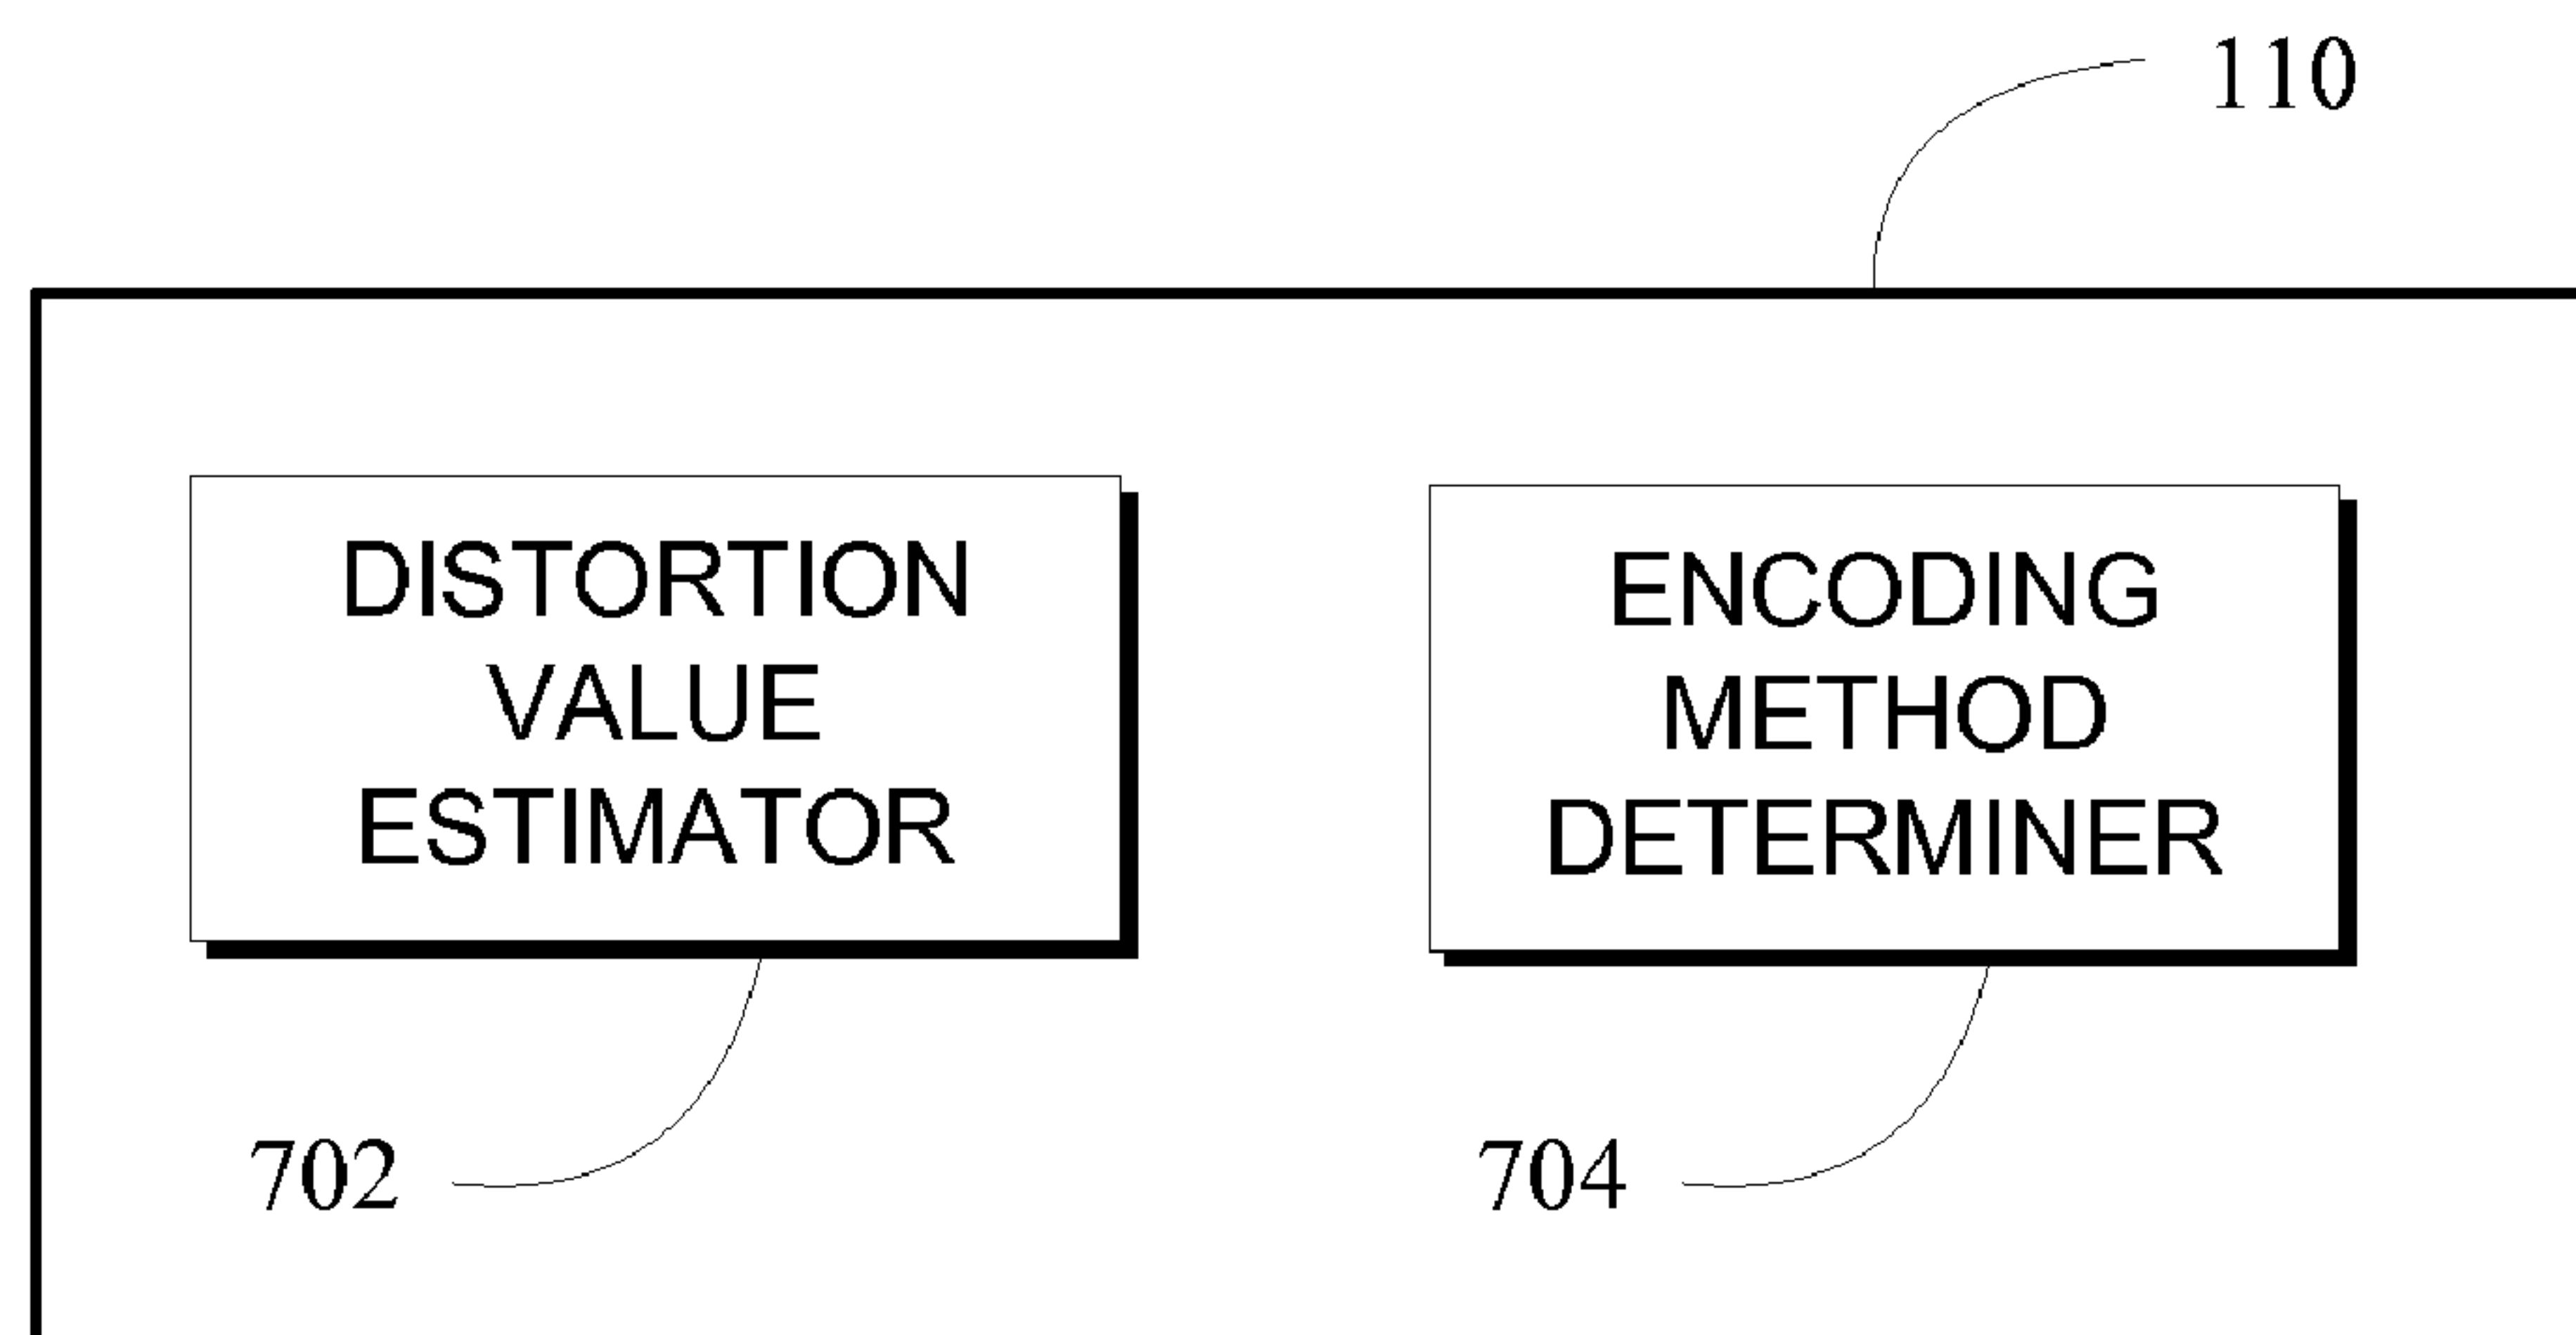 110
DISTORTION
VALUE
ESTIMATOR
ENCODING
METHOD
DETERMINER
702
704